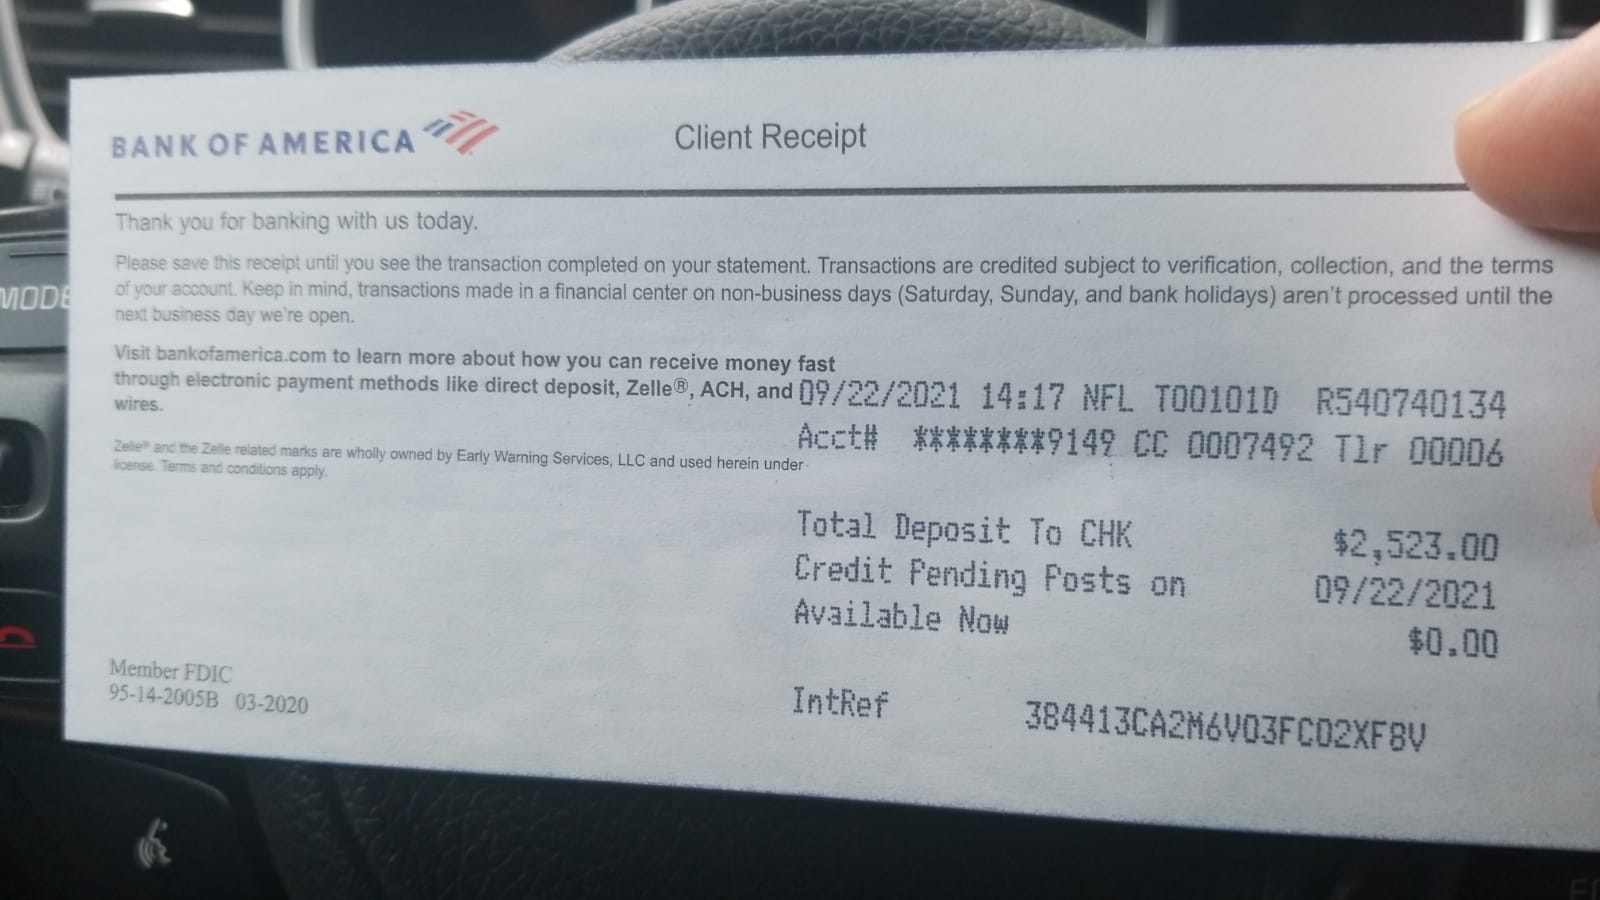 BANK OF AMERICA
Client Receipt
Thank you for banking with us today.
Please save this receipt until you see the transaction completed on your statement. Transactions are credited subject to verification, collection, and the terms
of your account. Keep in mind, transactions made in a financial center on non-business days (Saturday, Sunday, and bank holidays) aren't processed until the
next business day we're open.
Visit bankofamerica.com to learn more about how you can receive money fast
through electronic payment methods like direct deposit, Zelle®, ACH, and
wires.
Zelle® and the Zelle related marks are wholly owned by Early Warning Services, LLC and used herein under
license. Terms and conditions apply.
09/22/2021 14:17 NFL T00101D R540740134
Acct# ********9149 CC 0007492 Tlr 00006
Total Deposit To CHK $2,523.00
Credit Pending Posts on 09/22/2021
Available Now $0.00
IntRef 384413CA2M6V03FC02XF8V
Member FDIC
95-14-2005B 03-2020
MODE